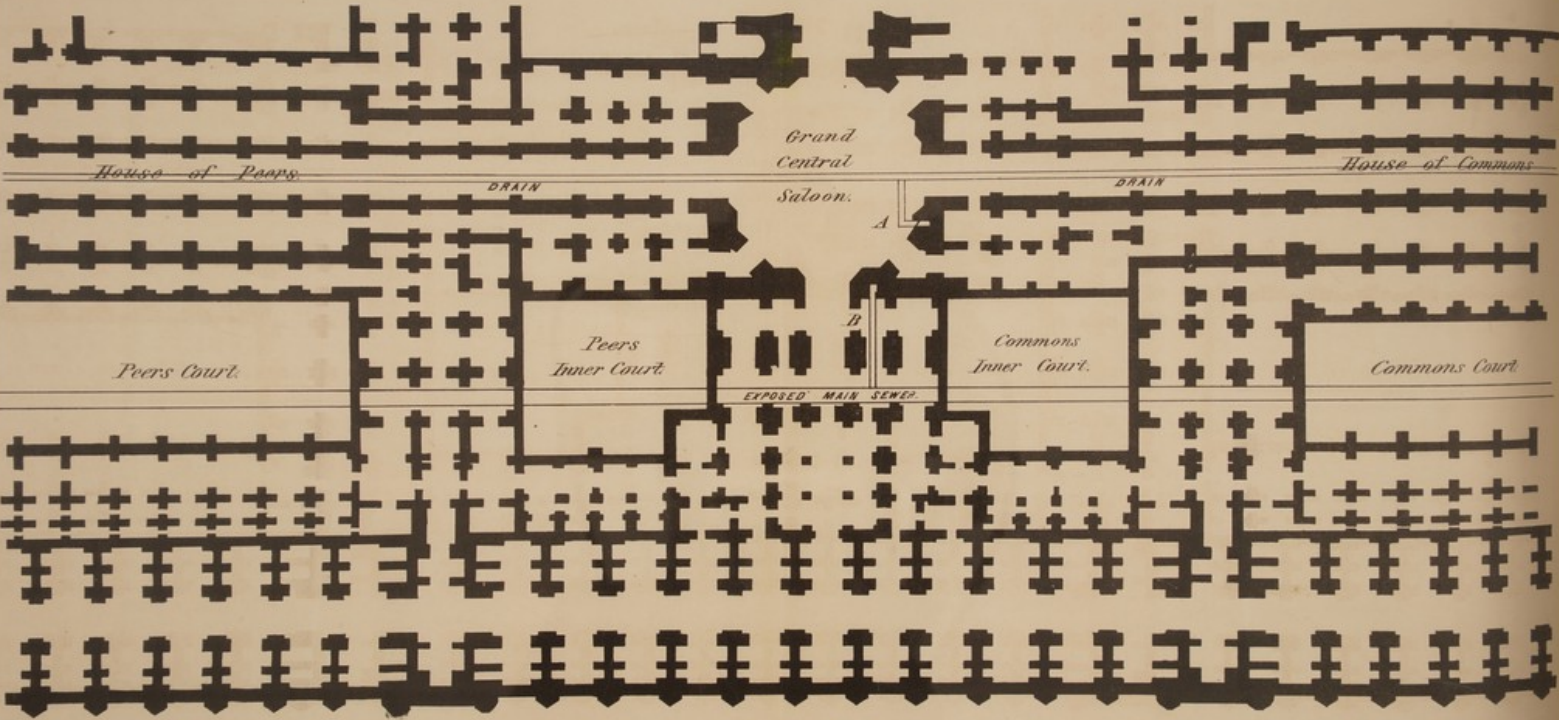 Grand
Central
Saloon.
House of Peers.
DRAIN
DRAIN
House of Commons
A
B
Peers
Inner Court.
Commons
Inner Court.
Peers Court.
Commons Court
EXPOSED MAIN SEWER.